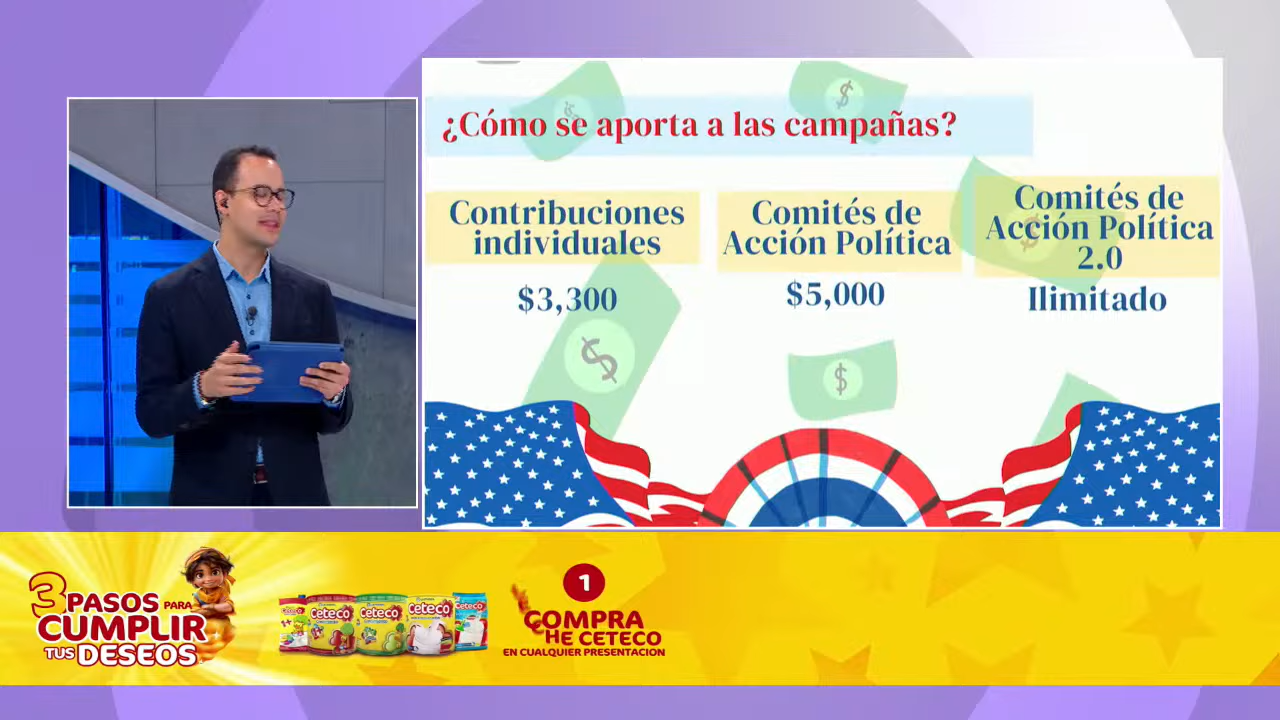 ¿Cómo se aporta a las campañas?
Contribuciones
individuales
$3,300
Comités de
Acción Política
$5,000
Comités de
Acción Política
2.0
Ilimitado
3 PASOS PARA
CUMPLIR
TUS DESEOS
Ceteco
Ceteco
Ceteco
Ceteco
Ceteco
1
COMPRA
HE CETECO
EN CUALQUIER PRESENTACION